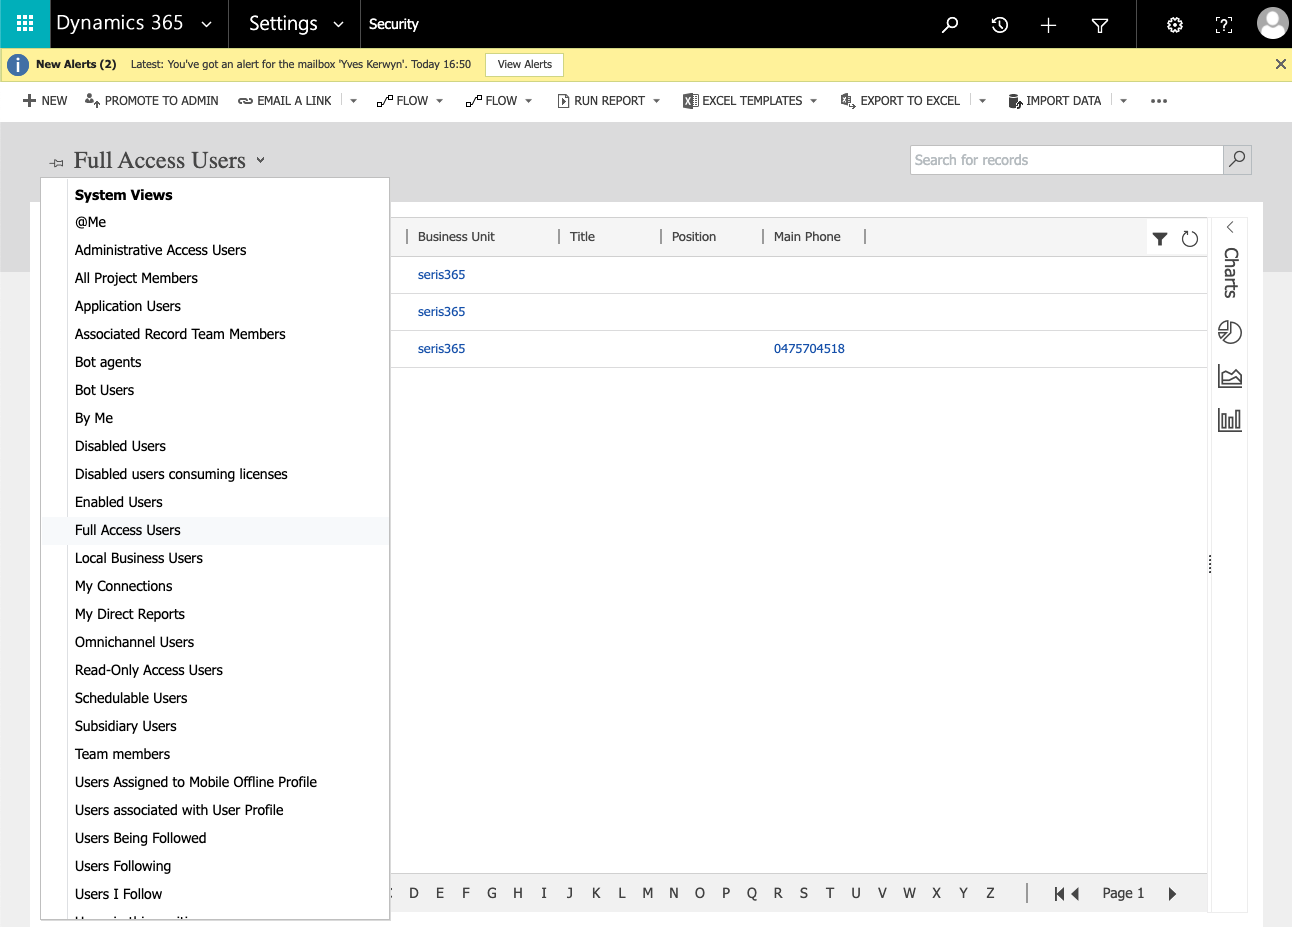 Dynamics 365 Settings Security
New Alerts (2) Latest: You've got an alert for the mailbox 'Yves Kerwyn'. Today 16:50 View Alerts
NEW PROMOTE TO ADMIN EMAIL A LINK FLOW FLOW RUN REPORT EXCEL TEMPLATES EXPORT TO EXCEL IMPORT DATA
Full Access Users
Search for records
System Views
@Me
Administrative Access Users
All Project Members
Application Users
Associated Record Team Members
Bot agents
Bot Users
By Me
Disabled Users
Disabled users consuming licenses
Enabled Users
Full Access Users
Local Business Users
My Connections
My Direct Reports
Omnichannel Users
Read-Only Access Users
Schedulable Users
Subsidiary Users
Team members
Users Assigned to Mobile Offline Profile
Users associated with User Profile
Users Being Followed
Users Following
Users I Follow
Business Unit Title Position Main Phone
seris365
seris365
seris365 0475704518
Charts
D E F G H I J K L M N O P Q R S T U V W X Y Z Page 1